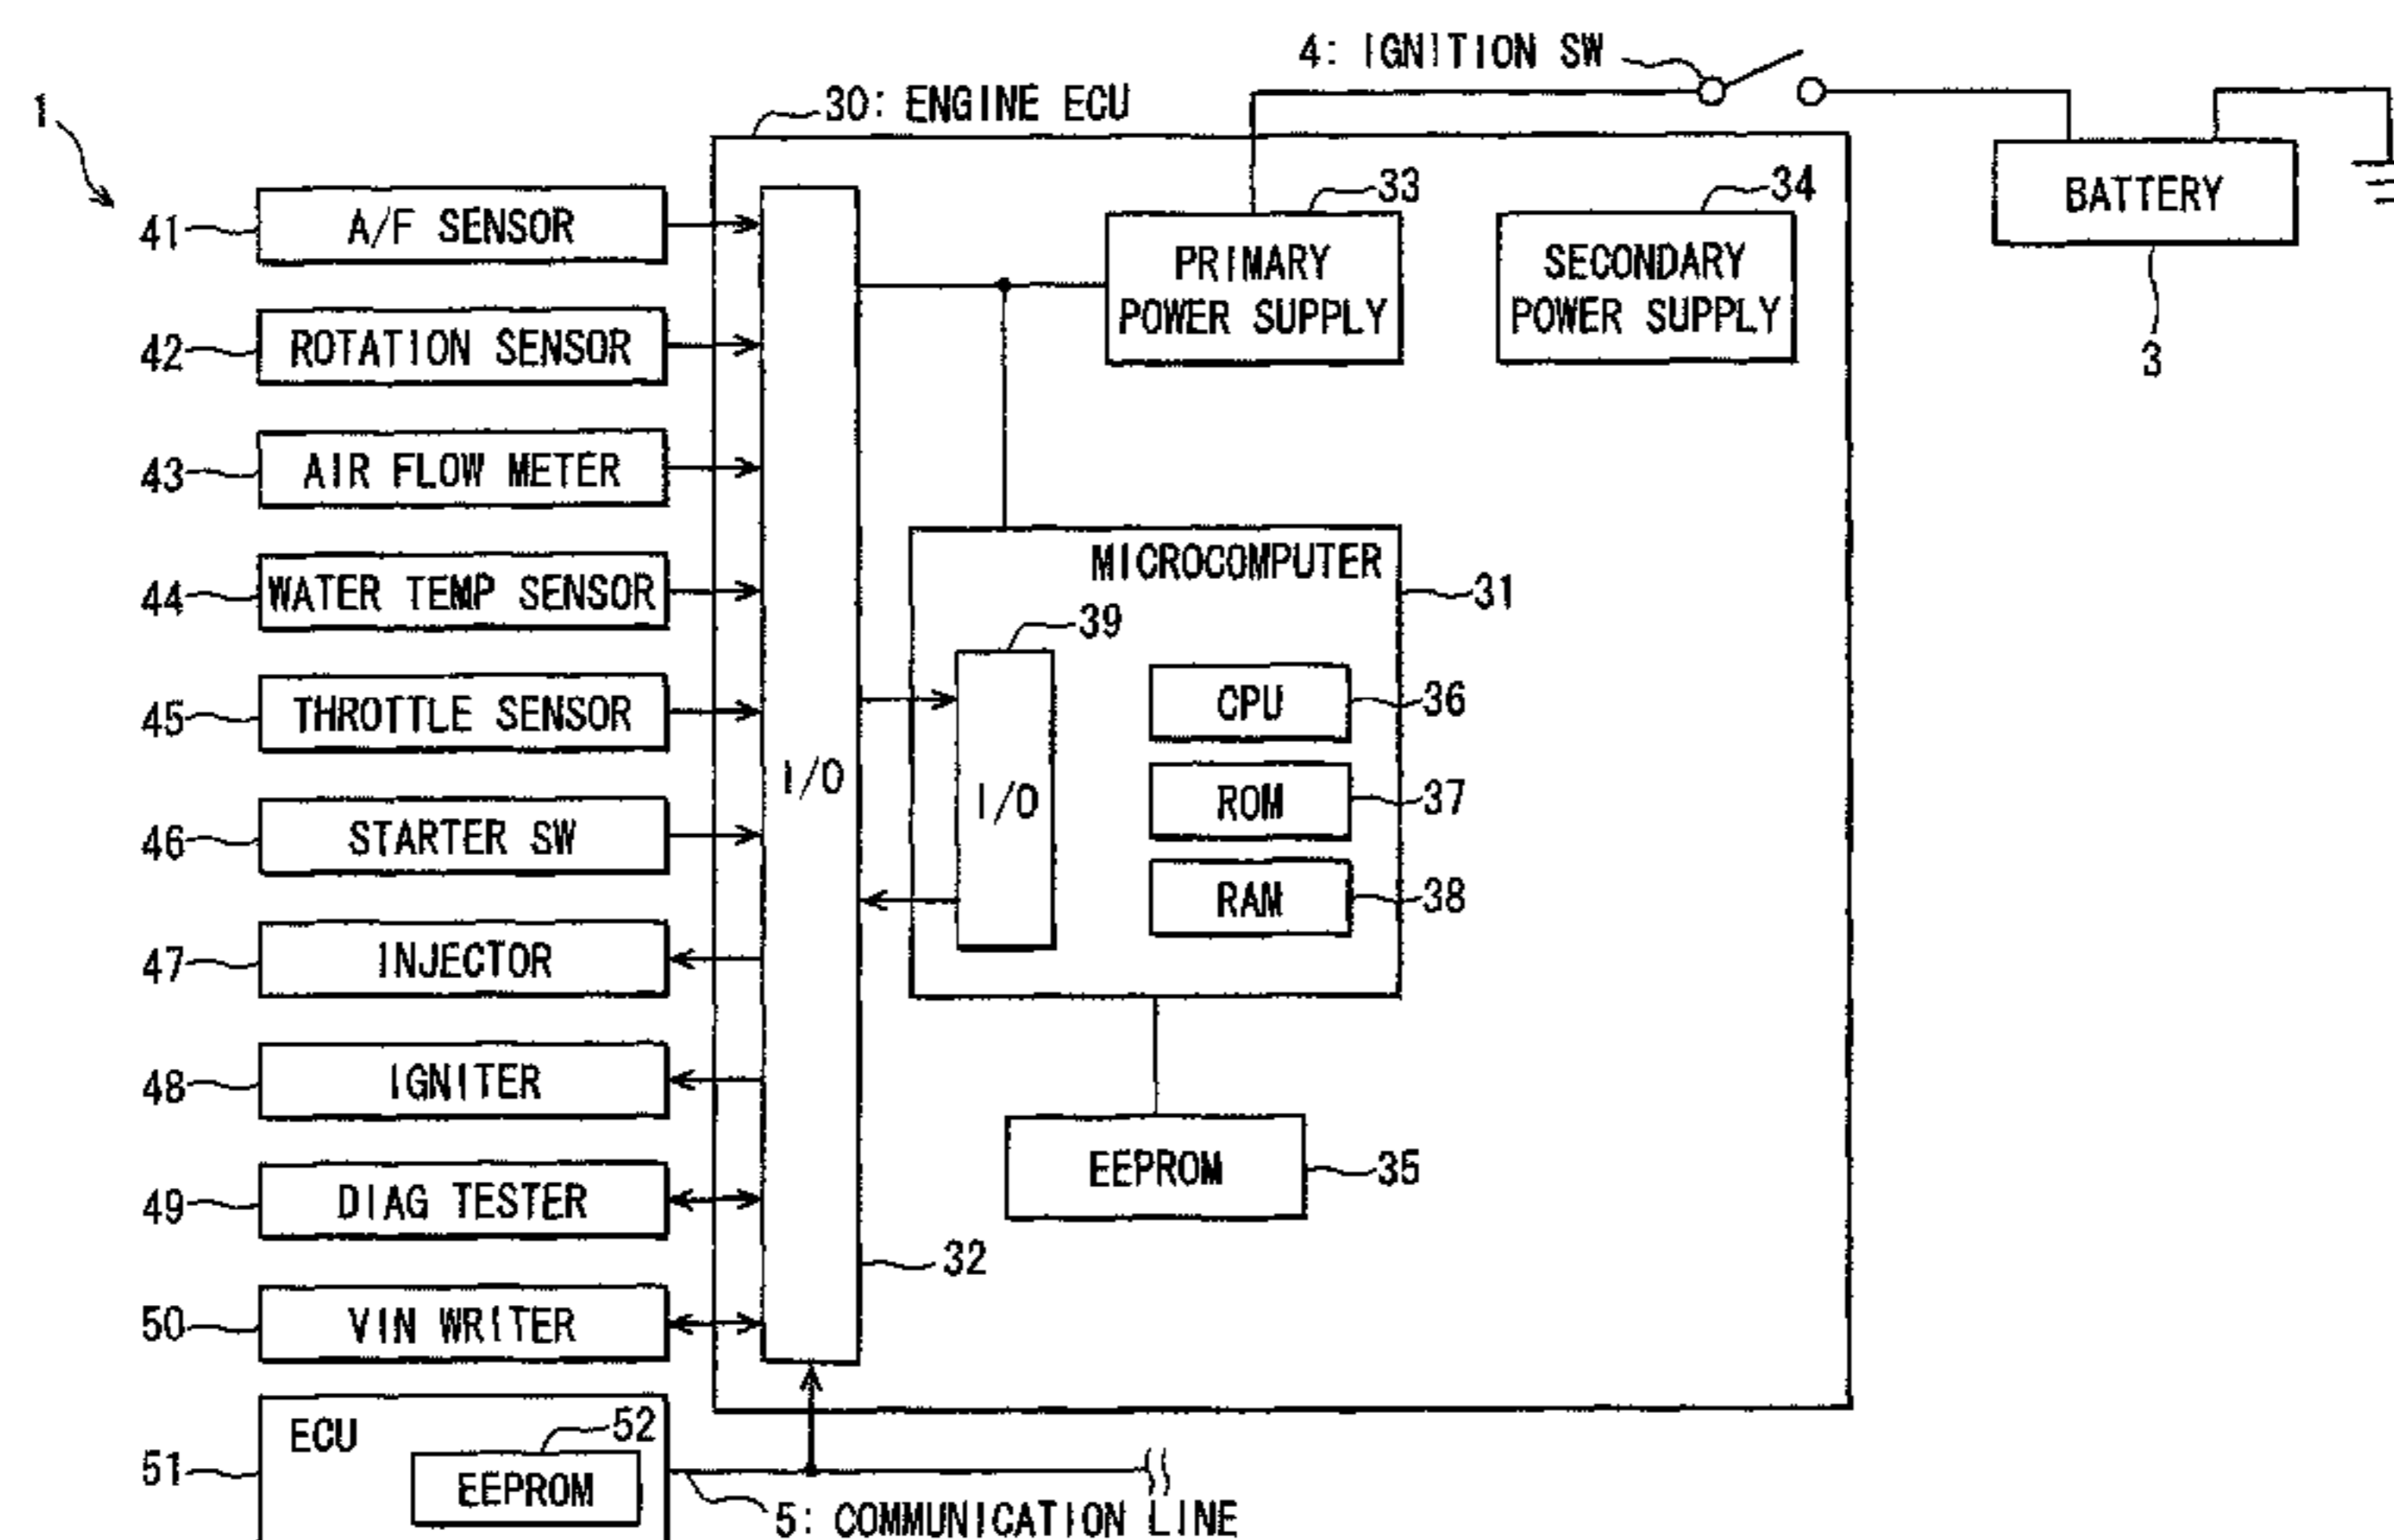 4: IGNITION SW
30: ENGINE ECU
1
33
34
BATTERY
3
41
A/F SENSOR
PRIMARY
POWER SUPPLY
SECONDARY
POWER SUPPLY
42
ROTATION SENSOR
43
AIR FLOW METER
MICROCOMPUTER
31
44
WATER TEMP SENSOR
39
45
THROTTLE SENSOR
CPU
36
I/O
I/O
ROM
37
46
STARTER SW
RAM
38
47
INJECTOR
48
IGNITER
EEPROM
35
49
DIAG TESTER
32
50
VIN WRITER
ECU
52
51
EEPROM
5: COMMUNICATION LINE